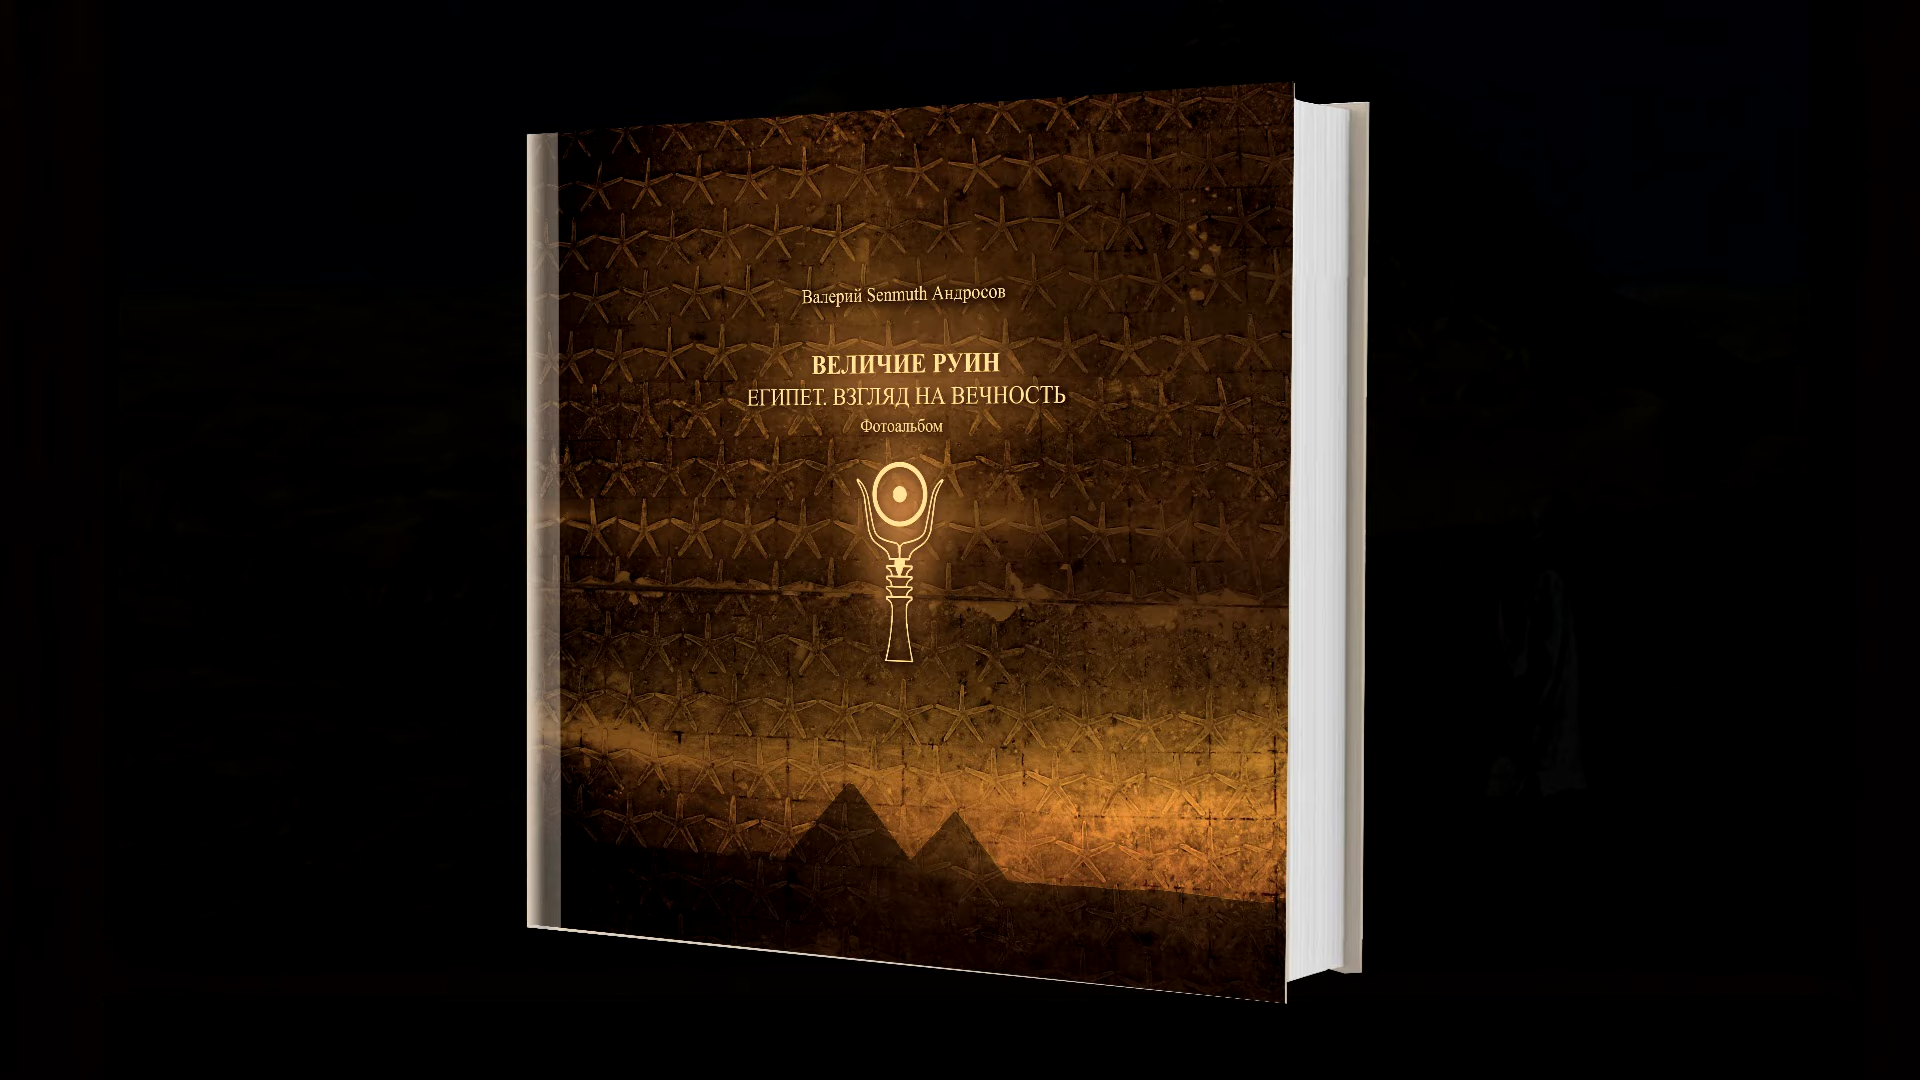 Валерий Senmuth Андросов
ВЕЛИЧИЕ РУИН
ЕГИПЕТ. ВЗГЛЯД НА ВЕЧНОСТЬ
Фотоальбом